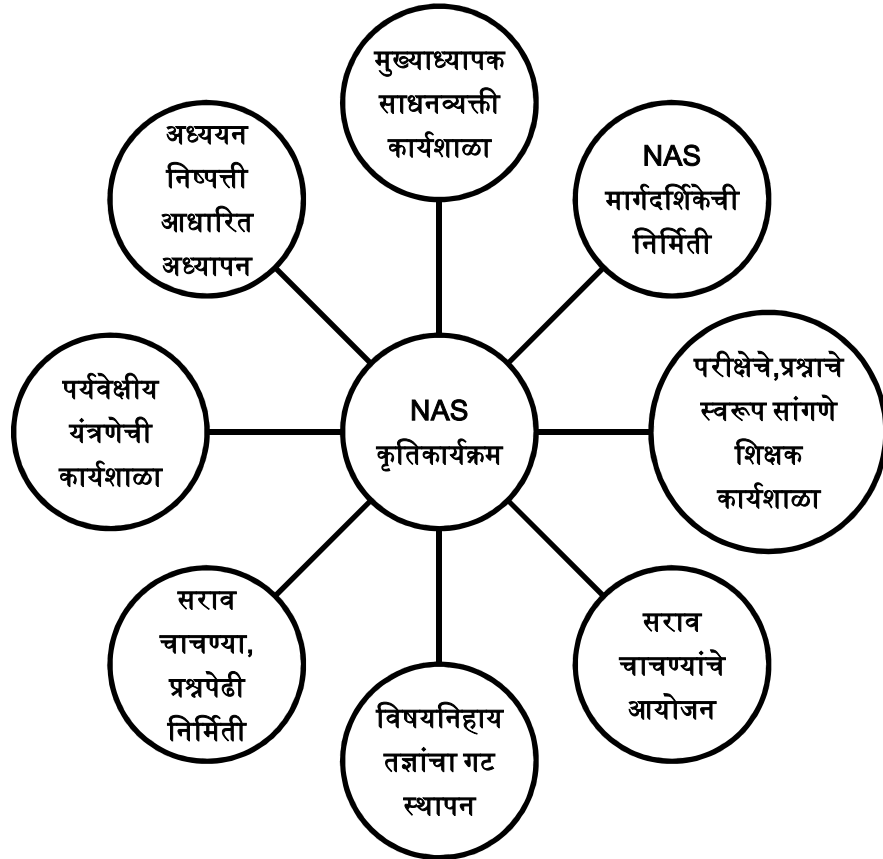 मुख्याध्यापक
साधनव्यक्ती
कार्यशाळा
NAS
मार्गदर्शिकेची
निर्मिती
परीक्षेचे,प्रश्नाचे
स्वरूप सांगणे
शिक्षक
कार्यशाळा
सराव
चाचण्यांचे
आयोजन
विषयनिहाय
तज्ञांचा गट
स्थापन
सराव
चाचण्या,
प्रश्नपेढी
निर्मिती
पर्यवेक्षीय
यंत्रणेची
कार्यशाळा
अध्ययन
निष्पत्ती
आधारित
अध्यापन
NAS
कृतिकार्यक्रम